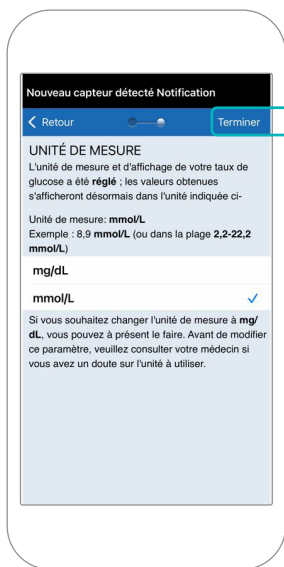 Nouveau capteur détecté Notification
Retour
Terminer
UNITÉ DE MESURE
L'unité de mesure et d'affichage de votre taux de
glucose a été réglé ; les valeurs obtenues
s'afficheront désormais dans l'unité indiquée ci-
Unité de mesure: mmol/L
Exemple : 8,9 mmol/L (ou dans la plage 2,2-22,2
mmol/L)
mg/dL
mmol/L
Si vous souhaitez changer l'unité de mesure à mg/
dL, vous pouvez à présent le faire. Avant de modifier
ce paramètre, veuillez consulter votre médecin si
vous avez un doute sur l'unité à utiliser.